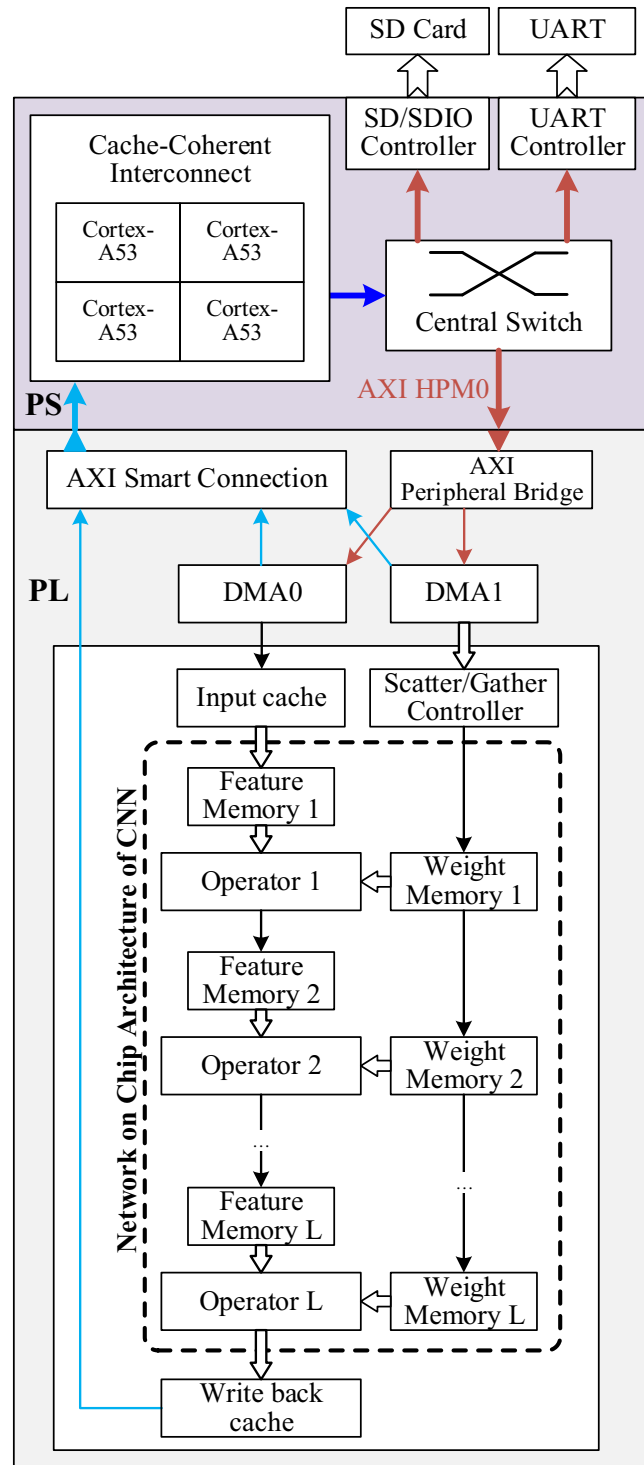 SD Card
UART
SD/SDIO
Controller
UART
Controller
Cache-Coherent
Interconnect
Cortex-
A53
Cortex-
A53
Cortex-
A53
Cortex-
A53
Central Switch
PS
AXI HPM0
AXI Smart Connection
AXI
Peripheral Bridge
PL
DMA0
DMA1
Input cache
Scatter/Gather
Controller
Network on Chip Architecture of CNN
Feature
Memory 1
Operator 1
Weight
Memory 1
Feature
Memory 2
Operator 2
Weight
Memory 2
...
...
Feature
Memory L
Operator L
Weight
Memory L
Write back
cache